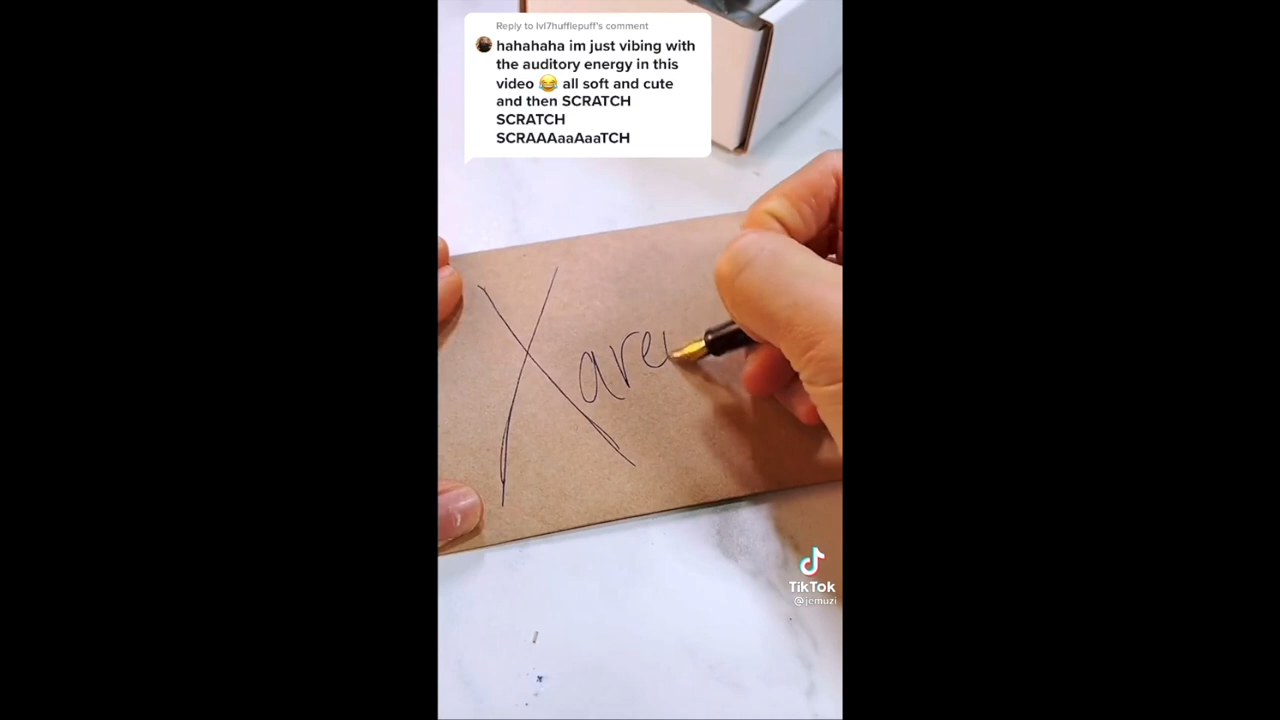 Reply to lvl7hufflepuff's comment
hahahaha im just vibing with
the auditory energy in this
video 😂 all soft and cute
and then SCRATCH
SCRATCH
SCRAAAaaAaaTCH
Xare
TikTok
@jemuzi